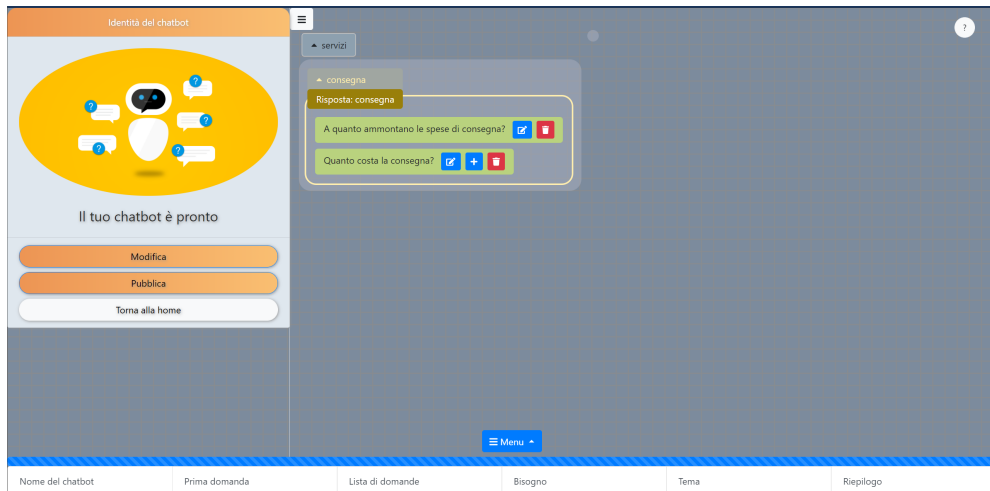 Identità del chatbot
?
servizi
consegna
Risposta: consegna
A quanto ammontano le spese di consegna?
Quanto costa la consegna?
?
?
?
?
?
Il tuo chatbot è pronto
Modifica
Pubblica
Torna alla home
Menu
Nome del chatbot
Prima domanda
Lista di domande
Bisogno
Tema
Riepilogo